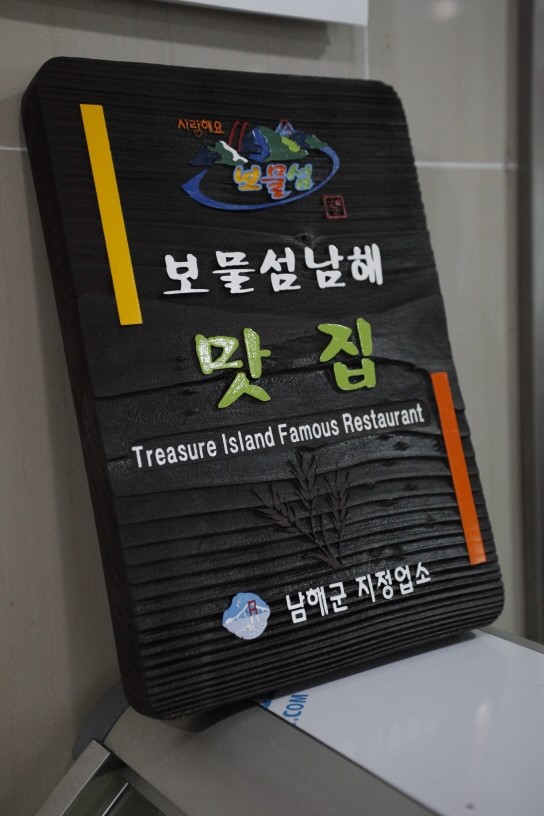 사랑해요
보물섬
보물섬남해
맛집
Treasure Island Famous Restaurant
남해군 지정업소
.COM